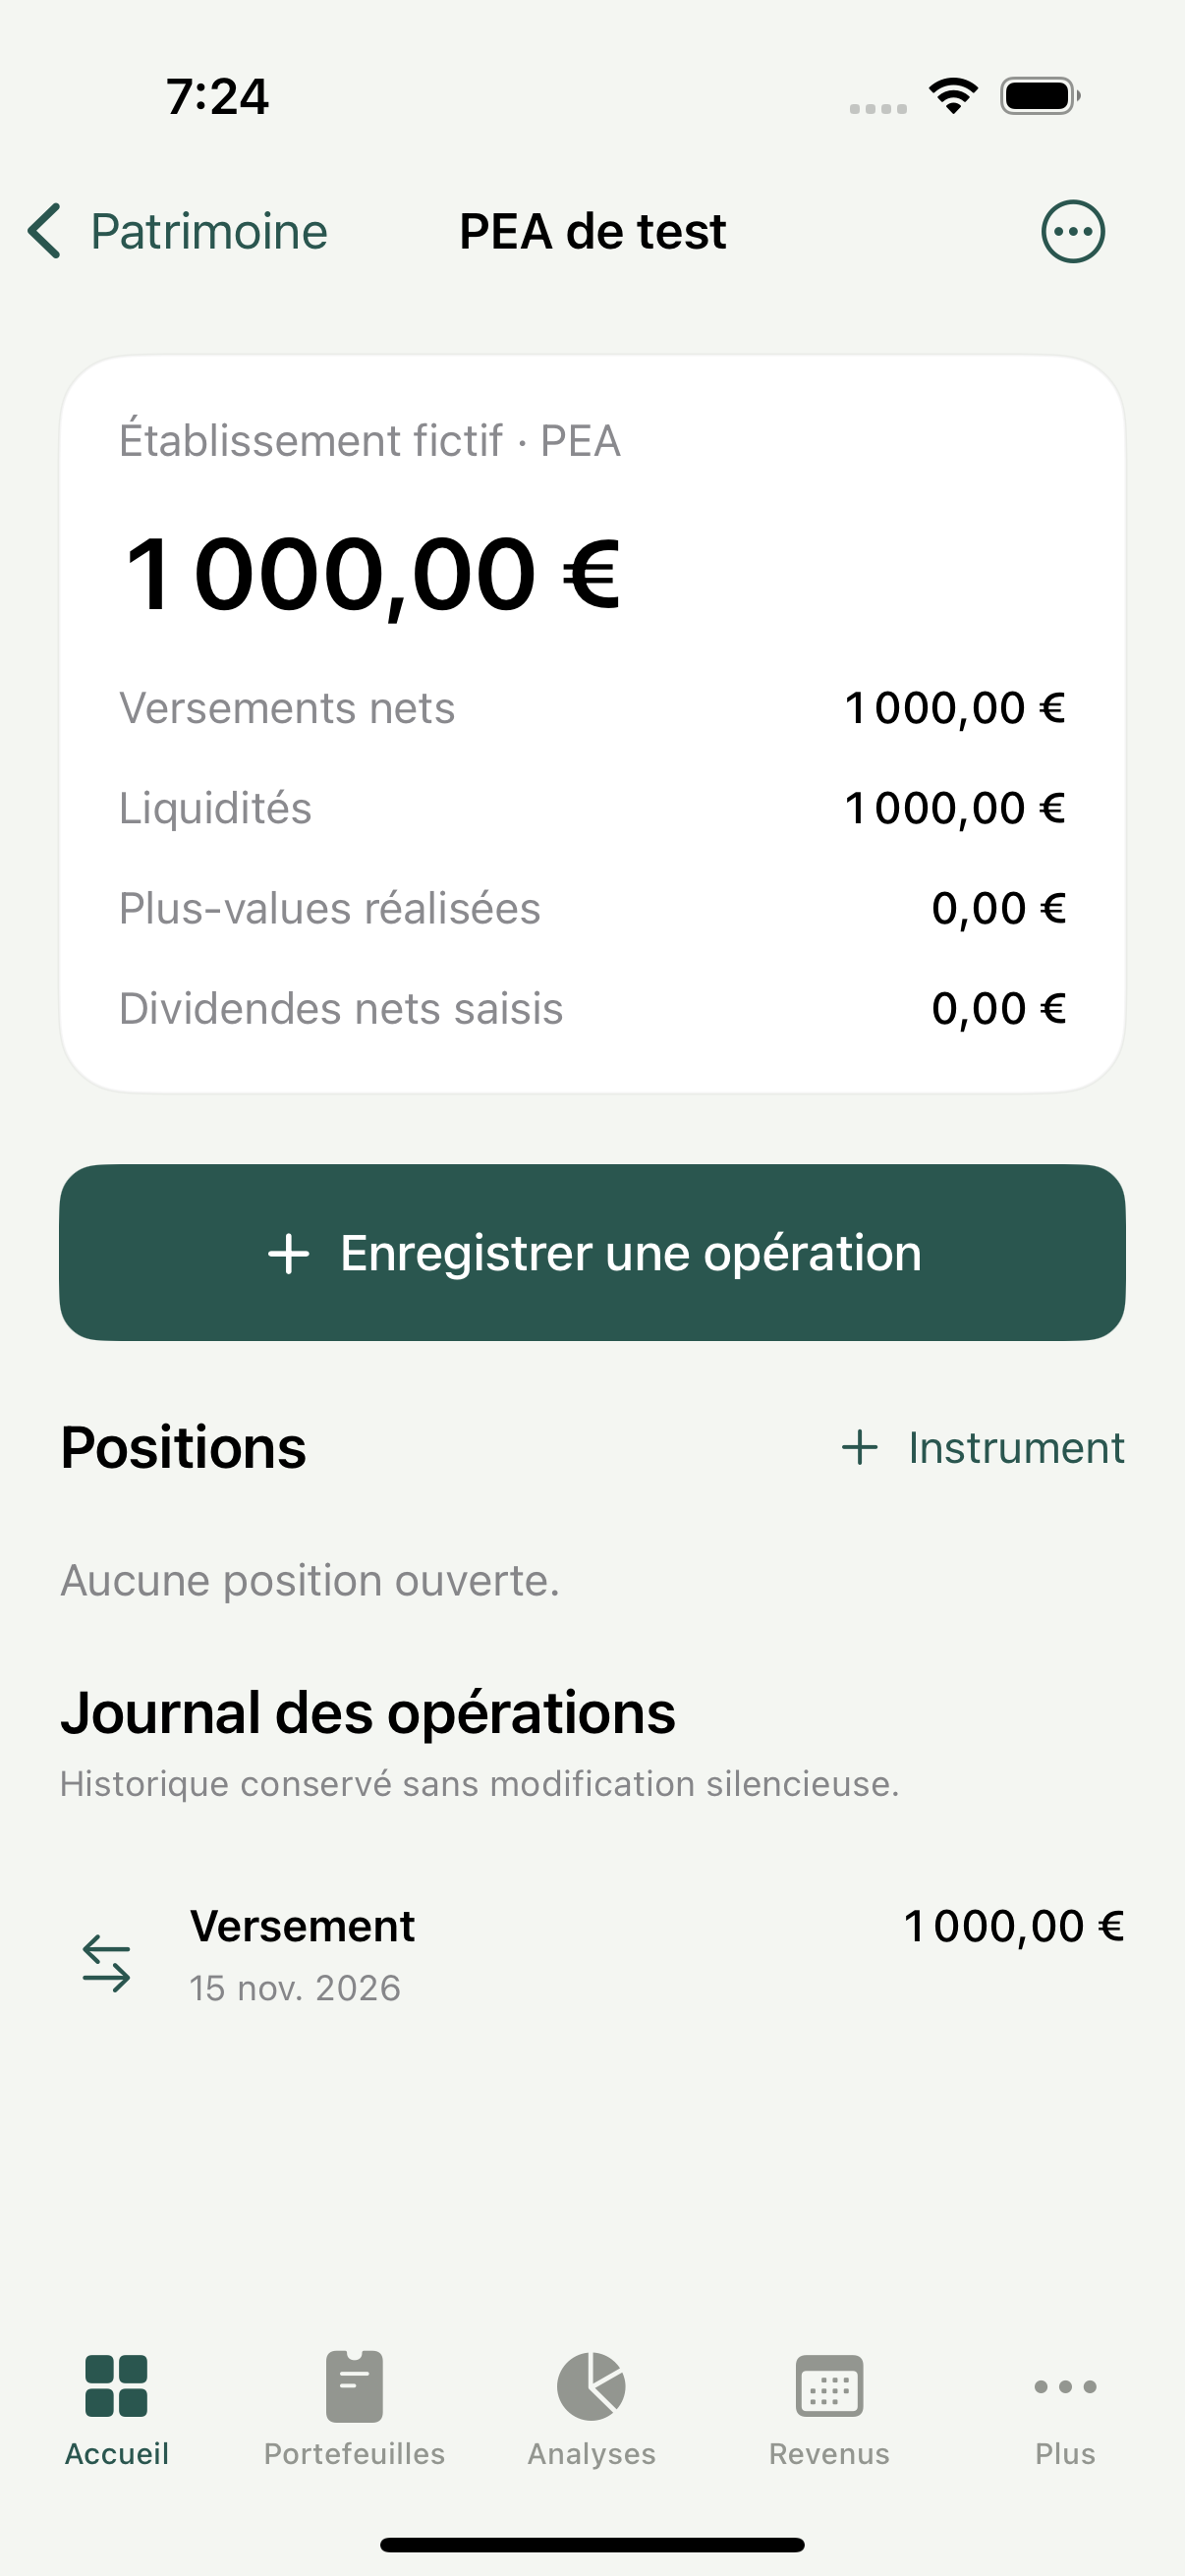 7:24
Patrimoine
PEA de test
Établissement fictif · PEA
1 000,00 €
Versements nets 1 000,00 €
Liquidités 1 000,00 €
Plus-values réalisées 0,00 €
Dividendes nets saisis 0,00 €
+ Enregistrer une opération
Positions + Instrument
Aucune position ouverte.
Journal des opérations
Historique conservé sans modification silencieuse.
Versement 1 000,00 €
15 nov. 2026
Accueil Portefeuilles Analyses Revenus Plus